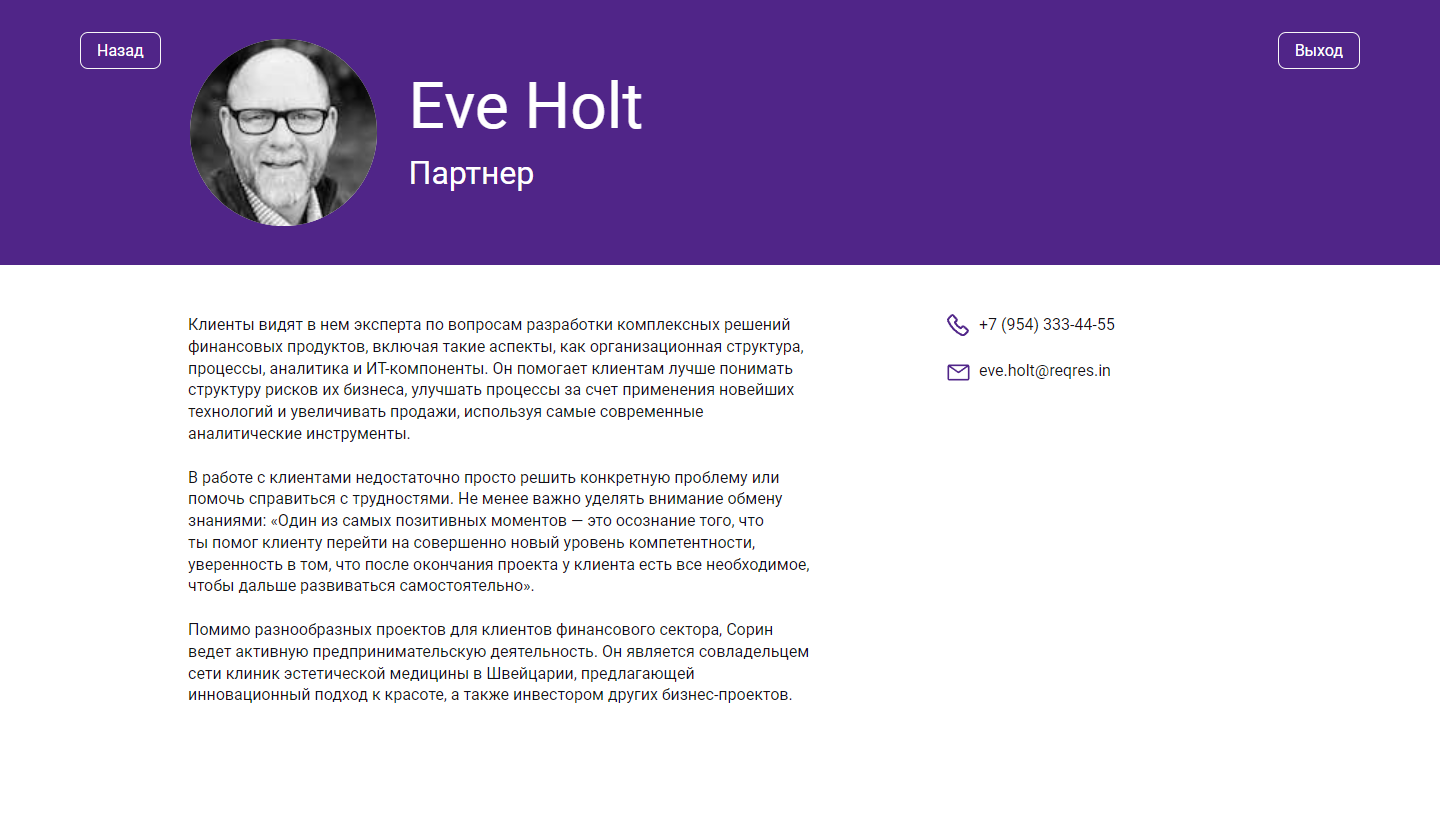 Назад
Выход
Eve Holt
Партнер
Клиенты видят в нем эксперта по вопросам разработки комплексных решений
финансовых продуктов, включая такие аспекты, как организационная структура,
процессы, аналитика и ИТ-компоненты. Он помогает клиентам лучше понимать
структуру рисков их бизнеса, улучшать процессы за счет применения новейших
технологий и увеличивать продажи, используя самые современные
аналитические инструменты.
В работе с клиентами недостаточно просто решить конкретную проблему или
помочь справиться с трудностями. Не менее важно уделять внимание обмену
знаниями: «Один из самых позитивных моментов — это осознание того, что
ты помог клиенту перейти на совершенно новый уровень компетентности,
уверенность в том, что после окончания проекта у клиента есть все необходимое,
чтобы дальше развиваться самостоятельно».
Помимо разнообразных проектов для клиентов финансового сектора, Сорин
ведет активную предпринимательскую деятельность. Он является совладельцем
сети клиник эстетической медицины в Швейцарии, предлагающей
инновационный подход к красоте, а также инвестором других бизнес-проектов.
+7 (954) 333-44-55
eve.holt@reqres.in